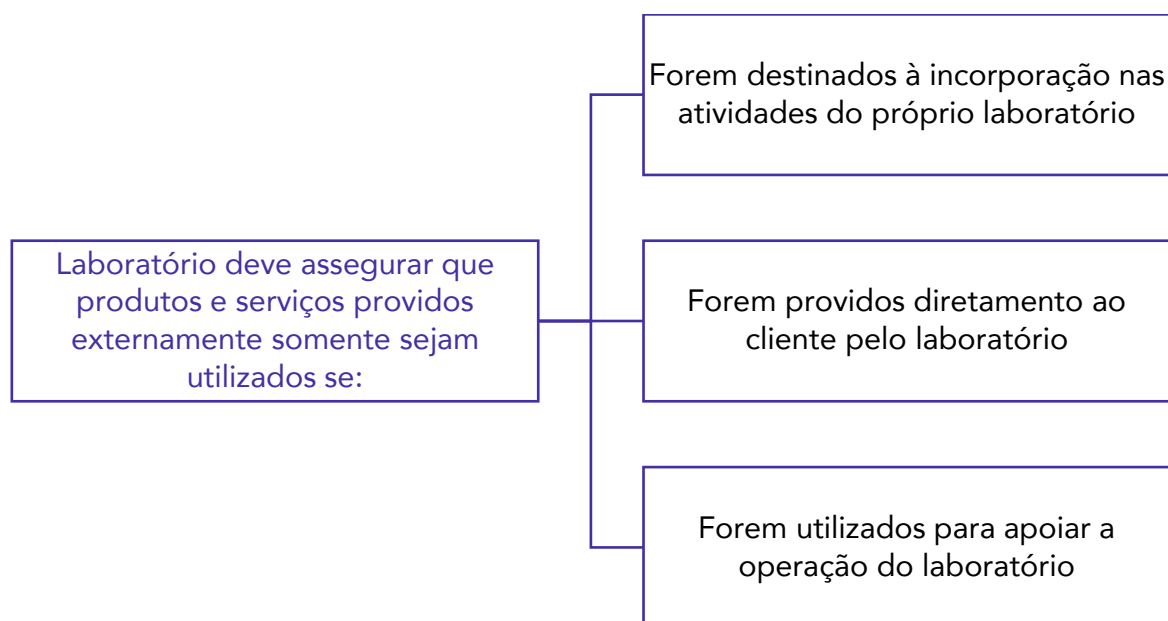 Forem destinados à incorporação nas
atividades do próprio laboratório
Laboratório deve assegurar que
produtos e serviços providos
externamente somente sejam
utilizados se:
Forem providos diretamento ao
cliente pelo laboratório
Forem utilizados para apoiar a
operação do laboratório